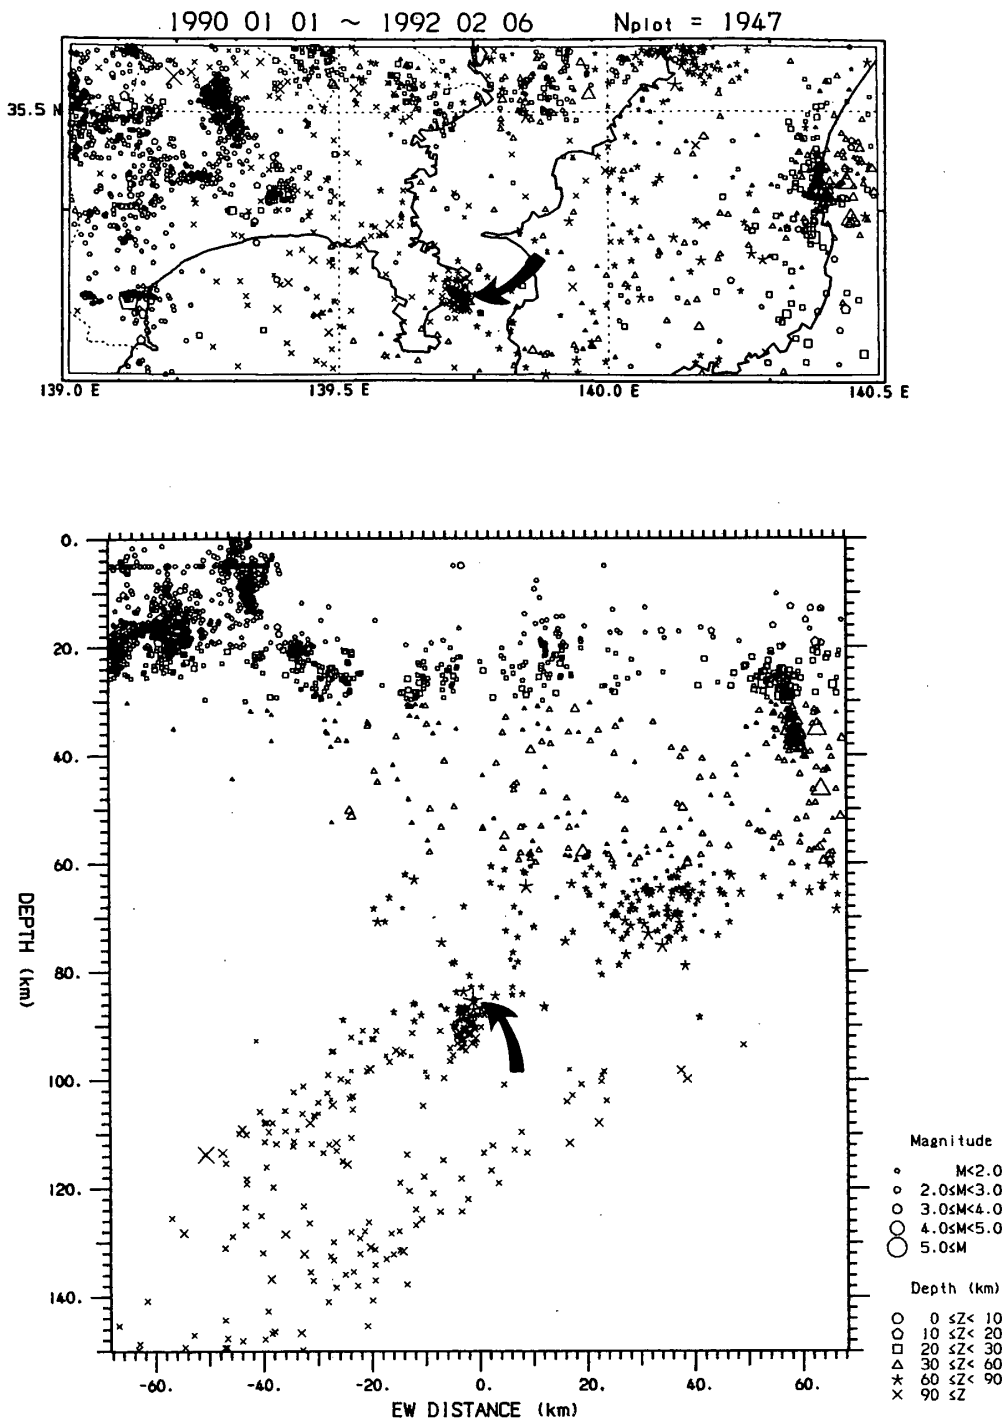 1990 01 01 ~ 1992 02 06 Nplot = 1947
35.5 N
139.0 E 139.5 E 140.0 E 140.5 E
0.
20.
40.
60.
80.
100.
120.
140.
DEPTH (km)
-60. -40. -20. 0. 20. 40. 60.
EW DISTANCE (km)
Magnitude
M<2.0
2.0≤M<3.0
3.0≤M<4.0
4.0≤M<5.0
5.0≤M
Depth (km)
0 ≤Z< 10
10 ≤Z< 20
20 ≤Z< 30
30 ≤Z< 60
60 ≤Z< 90
90 ≤Z